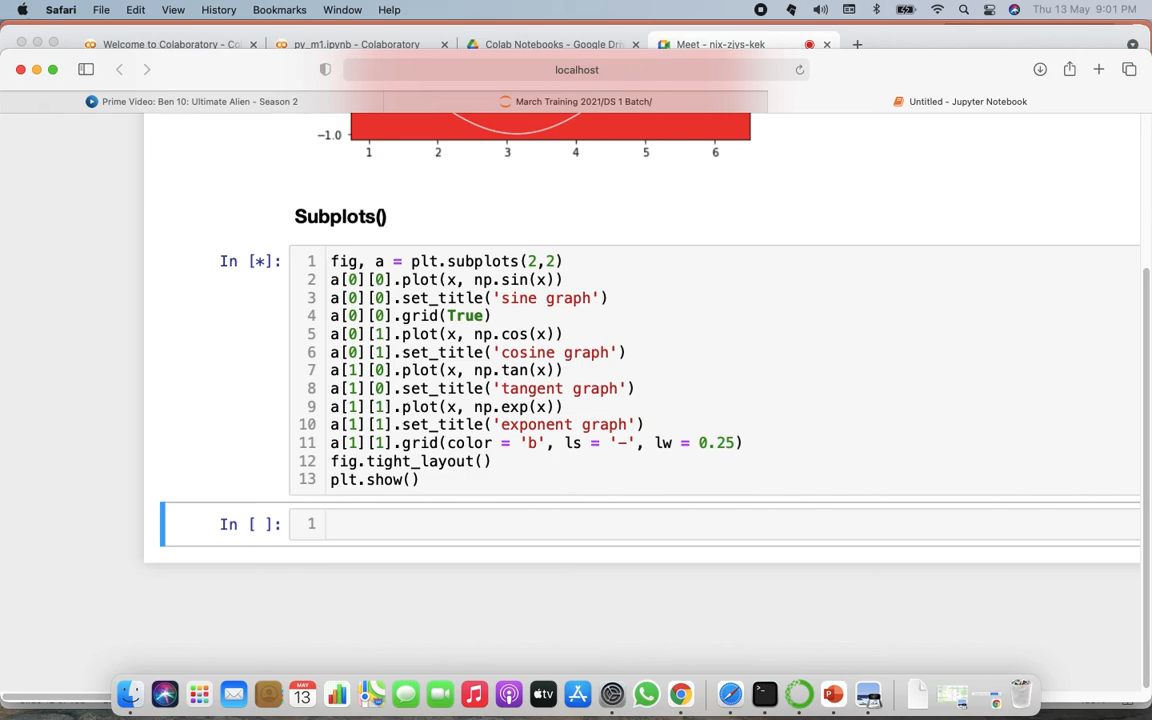 Safari File Edit View History Bookmarks Window Help Thu 13 May 9:01 PM
Welcome to Colaboratory - Co py_m1.ipynb - Colaboratory Colab Notebooks - Google Dri Meet - nix-zjys-kek
localhost
Prime Video: Ben 10: Ultimate Alien - Season 2 March Training 2021/DS 1 Batch/ Untitled - Jupyter Notebook
−1.0
1 2 3 4 5 6
Subplots()
In [*]: 1 fig, a = plt.subplots(2,2)
2 a[0][0].plot(x, np.sin(x))
3 a[0][0].set_title('sine graph')
4 a[0][0].grid(True)
5 a[0][1].plot(x, np.cos(x))
6 a[0][1].set_title('cosine graph')
7 a[1][0].plot(x, np.tan(x))
8 a[1][0].set_title('tangent graph')
9 a[1][1].plot(x, np.exp(x))
10 a[1][1].set_title('exponent graph')
11 a[1][1].grid(color = 'b', ls = '-', lw = 0.25)
12 fig.tight_layout()
13 plt.show()
In [ ]: 1
MAY
13
tv